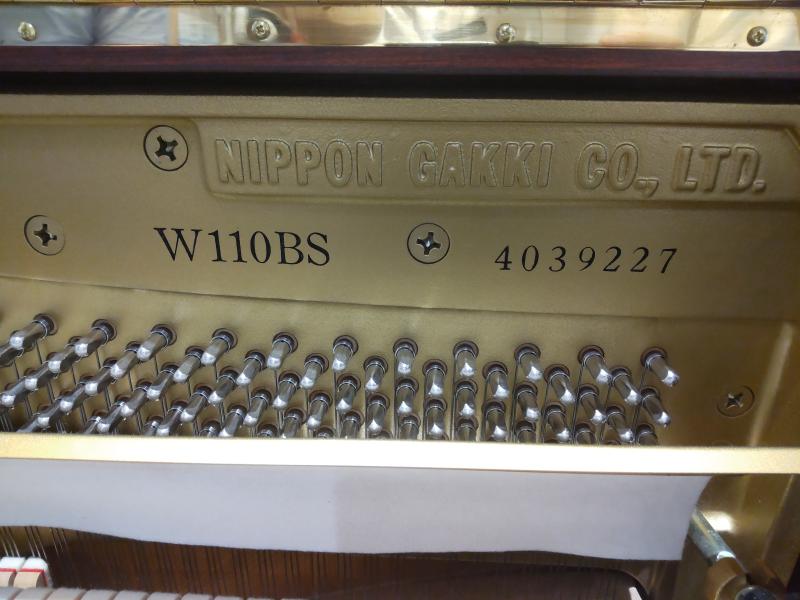 NIPPON GAKKI CO., LTD.
W110BS 4039227